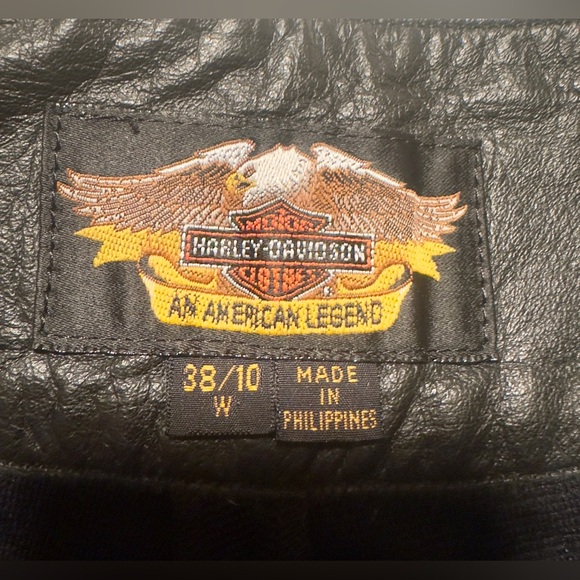 MOTOR
HARLEY-DAVIDSON
CYCLES
AN AMERICAN LEGEND
38/10
W
MADE
IN
PHILIPPINES